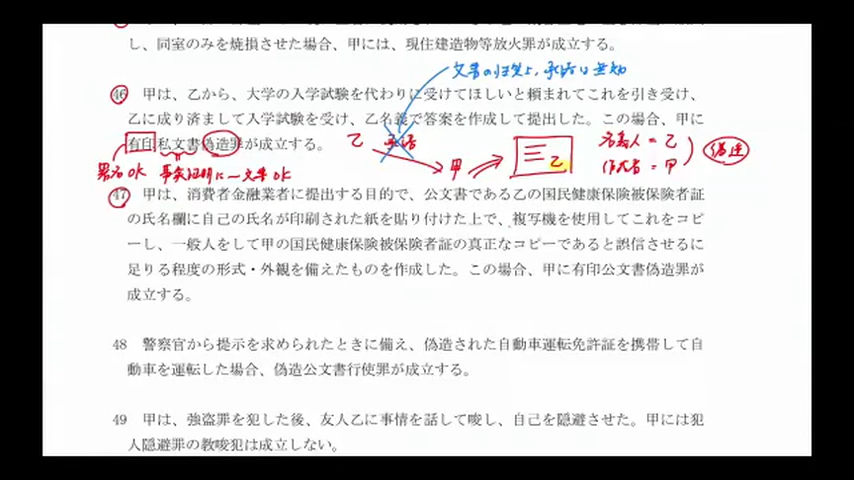 し、同室のみを焼損させた場合、甲には、現住建造物等放火罪が成立する。
文書の性質上、承諾は無効
46 甲は、乙から、大学の入学試験を代わりに受けてほしいと頼まれてこれを引き受け、
乙に成り済まして入学試験を受け、乙名義で答案を作成して提出した。この場合、甲に
有印私文書偽造罪が成立する。
乙 承諾 甲 乙 名義人=乙
作成者=甲 偽造
署名OK 事実証明に〜文書OK
47 甲は、消費者金融業者に提出する目的で、公文書である乙の国民健康保険被保険者証
の氏名欄に自己の氏名が印刷された紙を貼り付けた上で、複写機を使用してこれをコピ
ーし、一般人をして甲の国民健康保険被保険者証の真正なコピーであると誤信させるに
足りる程度の形式・外観を備えたものを作成した。この場合、甲に有印公文書偽造罪が
成立する。
48 警察官から提示を求められたときに備え、偽造された自動車運転免許証を携帯して自
動車を運転した場合、偽造公文書行使罪が成立する。
49 甲は、強盗罪を犯した後、友人乙に事情を話して唆し、自己を隠避させた。甲には犯
人隠避罪の教唆犯は成立しない。